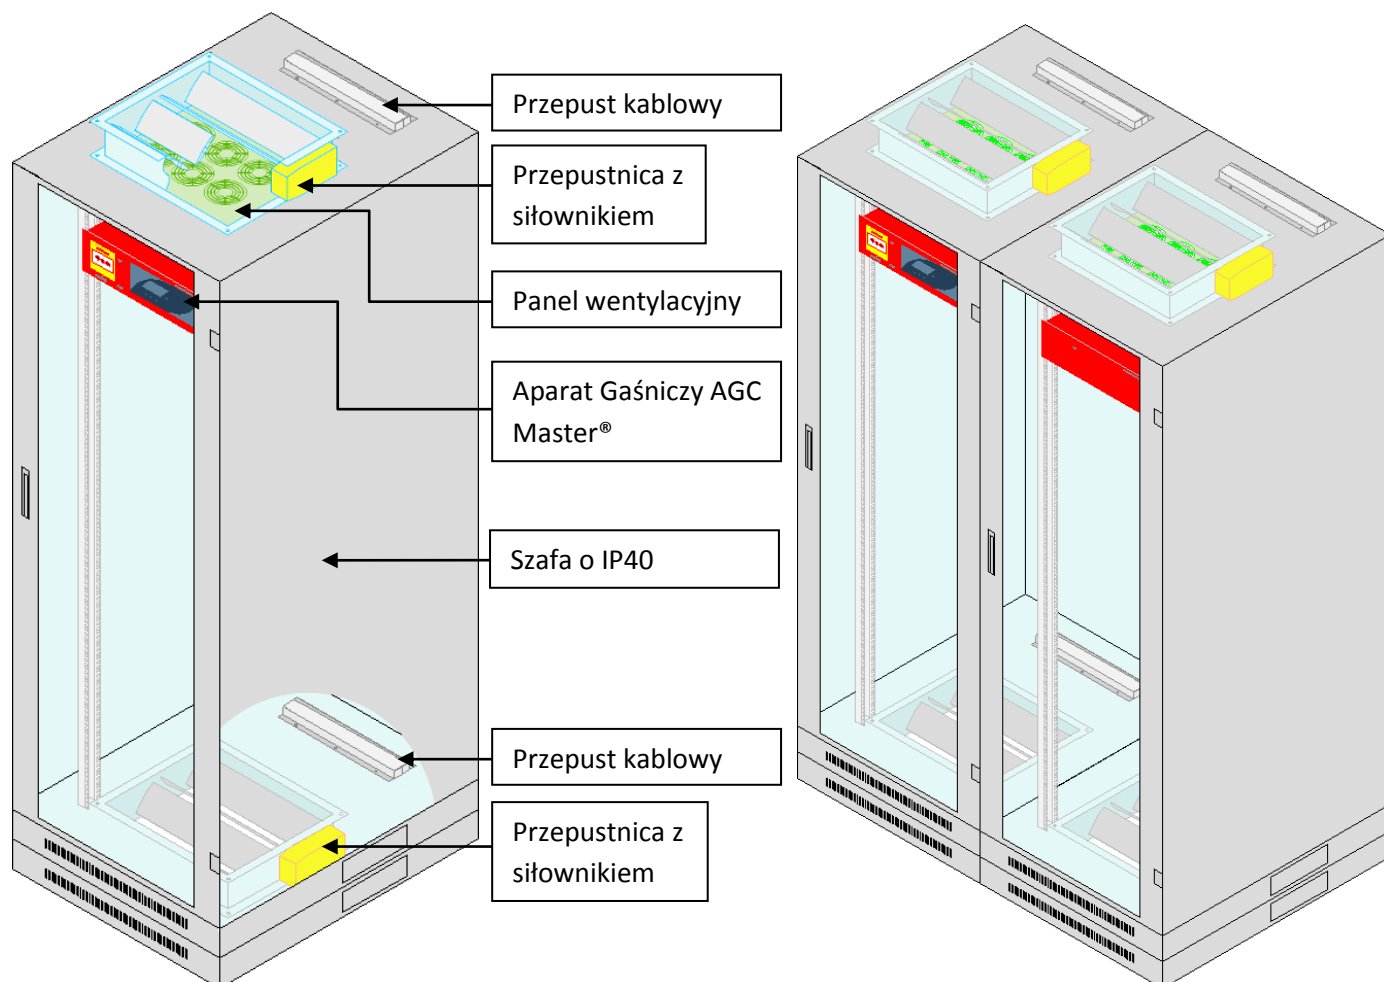 Przepust kablowy
Przepustnica z
siłownikiem
Panel wentylacyjny
Aparat Gaśniczy AGC
Master®
Szafa o IP40
Przepust kablowy
Przepustnica z
siłownikiem